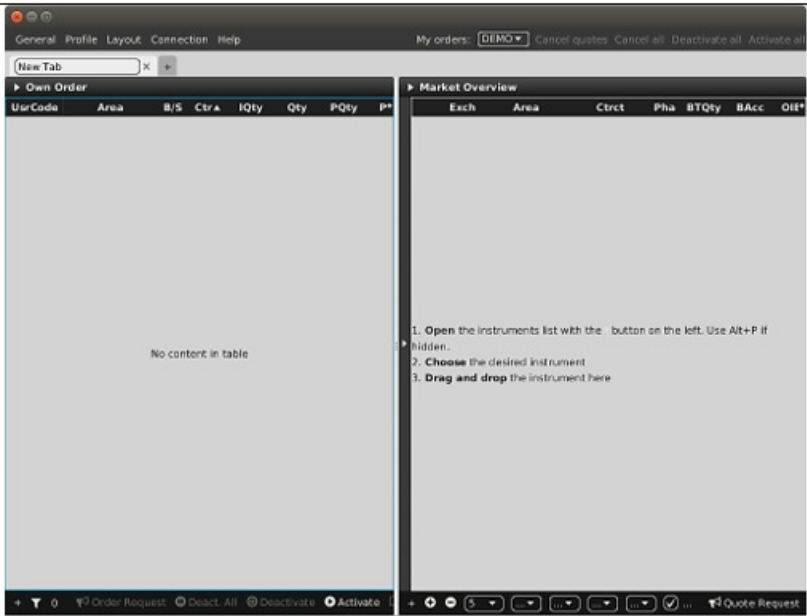 General Profile Layout Connection Help
My orders: DEMO Cancel quotes Cancel all Deactivate all Activate all
New Tab × +
Own Order
UsrCode Area B/S Ctr▲ IQty Qty PQty P*
No content in table
+ 0 Order Request Deact. All Deactivate Activate
Market Overview
Exch Area Ctrct Pha BTQty BAcc
1. Open the instruments list with the button on the left. Use Alt+P if
hidden.
2. Choose the desired instrument
3. Drag and drop the instrument here
+ 5 ... ... ... ... ... Quote Request